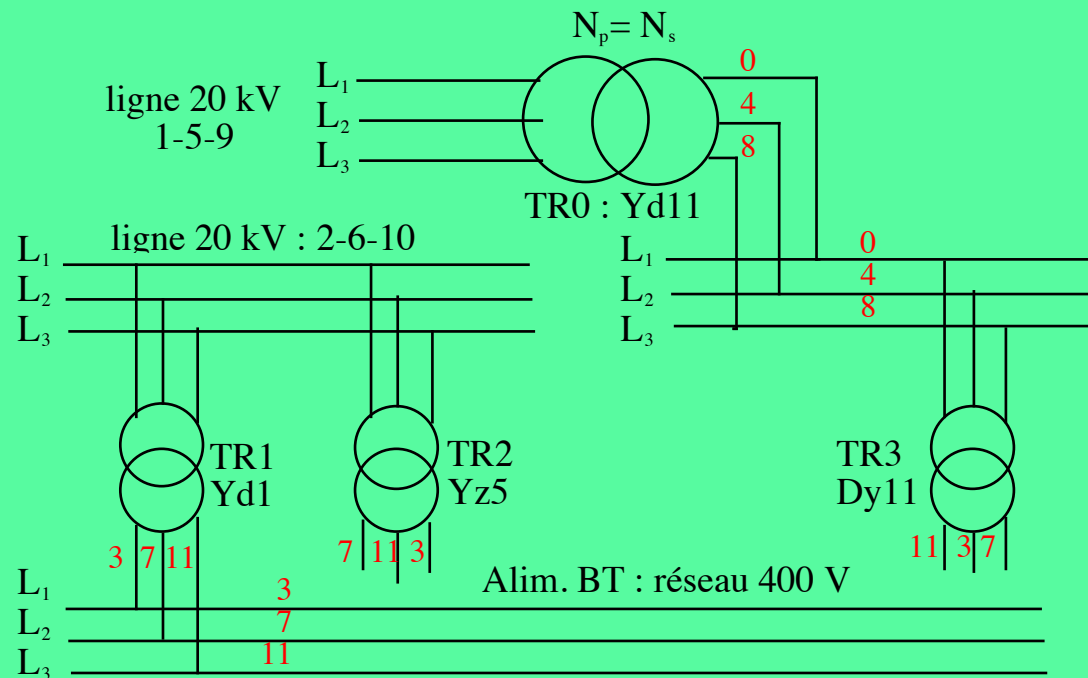 Np= Ns
0
L1
ligne 20 kV
4
1-5-9
L2
8
L3
TR0 : Yd11
ligne 20 kV : 2-6-10
L1
0
L1
4
L2
L2
8
L3
L3
TR1
Yd1
TR2
Yz5
TR3
Dy11
3 7 11
7 11 3
11 3 7
Alim. BT : réseau 400 V
L1
3
L2
7
L3
11